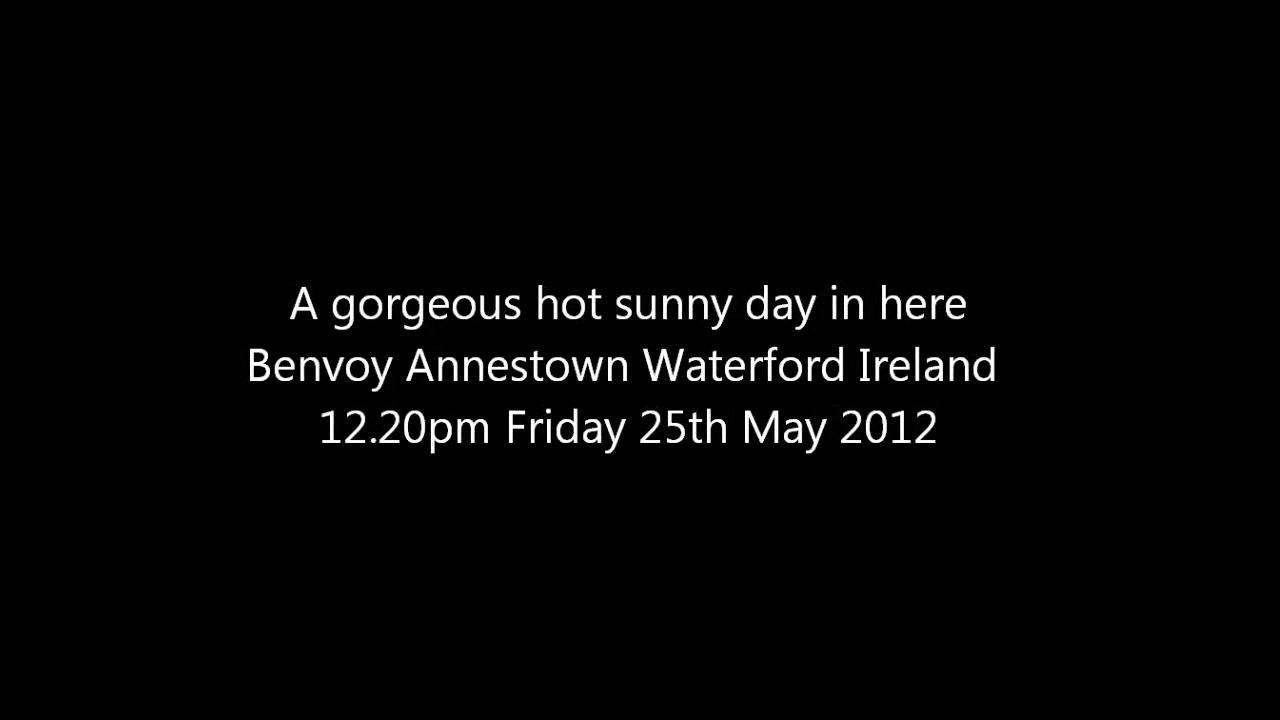 A gorgeous hot sunny day in here
Benvoy Annestown Waterford Ireland
12.20pm Friday 25th May 2012